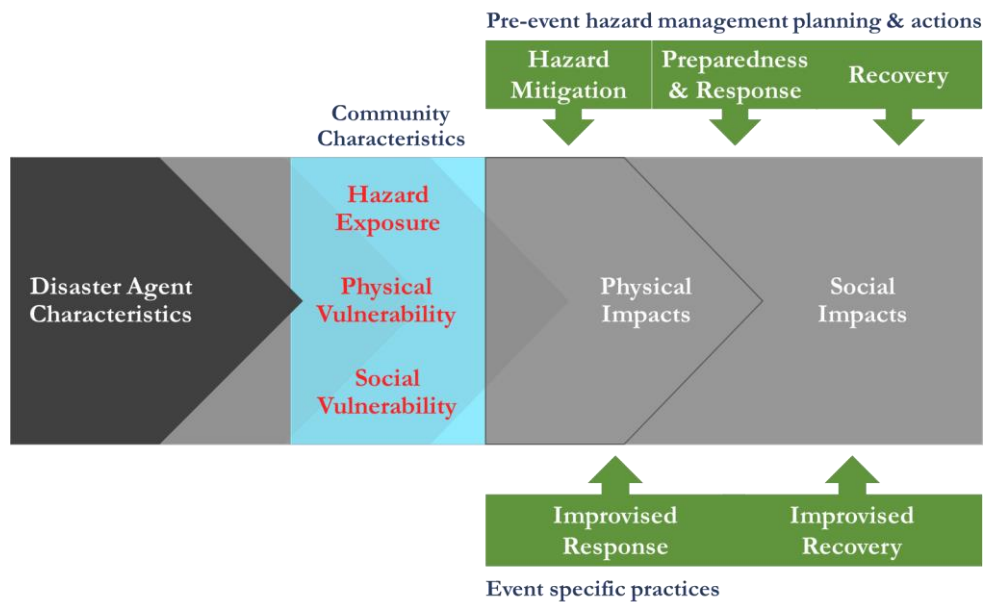 Pre-event hazard management planning & actions
Hazard
Mitigation
Preparedness
& Response
Recovery
Community
Characteristics
Hazard
Exposure
Physical
Vulnerability
Social
Vulnerability
Disaster Agent
Characteristics
Physical
Impacts
Social
Impacts
Improvised
Response
Improvised
Recovery
Event specific practices